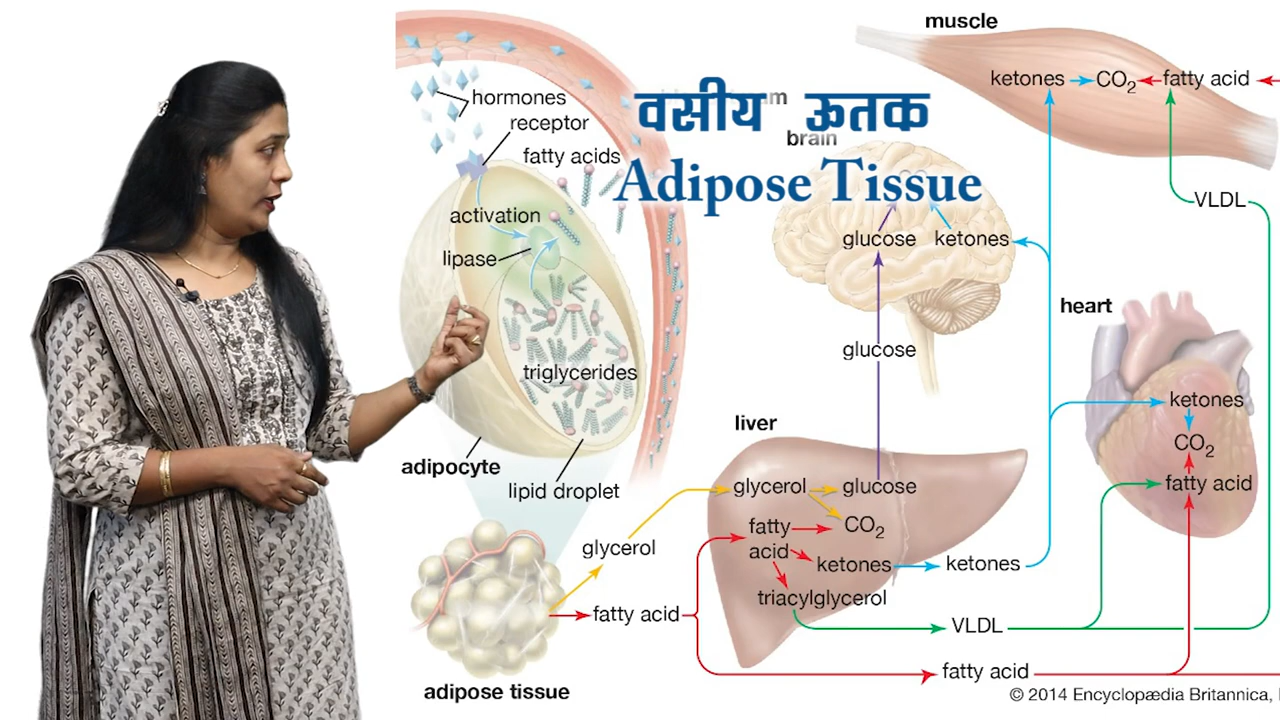 muscle
ketones
CO2
fatty acid
hormones
receptor
fatty acids
वसीय ऊतक
brain
Adipose Tissue
activation
lipase
VLDL
glucose
ketones
heart
glucose
triglycerides
ketones
CO2
fatty acid
liver
adipocyte
lipid droplet
glycerol
glucose
fatty
acid
CO2
ketones
triacylglycerol
ketones
glycerol
fatty acid
VLDL
fatty acid
adipose tissue
© 2014 Encyclopædia Britannica, I